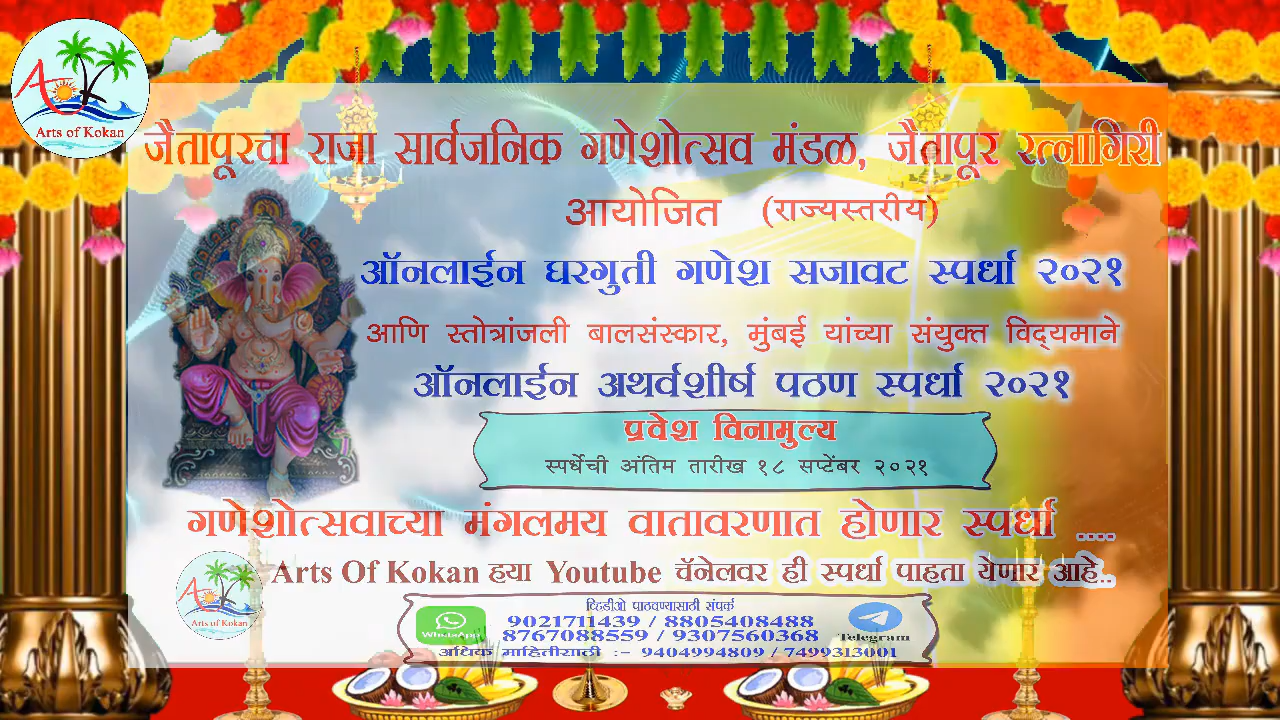 Arts of Kokan
जैतापूरचा राजा सार्वजनिक गणेशोत्सव मंडळ, जैतापूर रत्नागिरी
आयोजित (राज्यस्तरीय)
ऑनलाईन घरगुती गणेश सजावट स्पर्धा २०२१
आणि स्तोत्रांजली बालसंस्कार, मुंबई यांच्या संयुक्त विद्यमाने
ऑनलाईन अथर्वशीर्ष पठण स्पर्धा २०२१
प्रवेश विनामुल्य
स्पर्धेची अंतिम तारीख १८ सप्टेंबर २०२१
गणेशोत्सवाच्या मंगलमय वातावरणात होणार स्पर्धा ....
Arts of Kokan
Arts Of Kokan हया Youtube चॅनेलवर ही स्पर्धा पाहता येणार आहे..
व्हिडीओ पाठवण्यासाठी संपर्क
WhatsApp
9021711439 / 8805408488
8767088559 / 9307560368
Telegram
अधिक माहितीसाठी :- 9404994809 / 7499313001